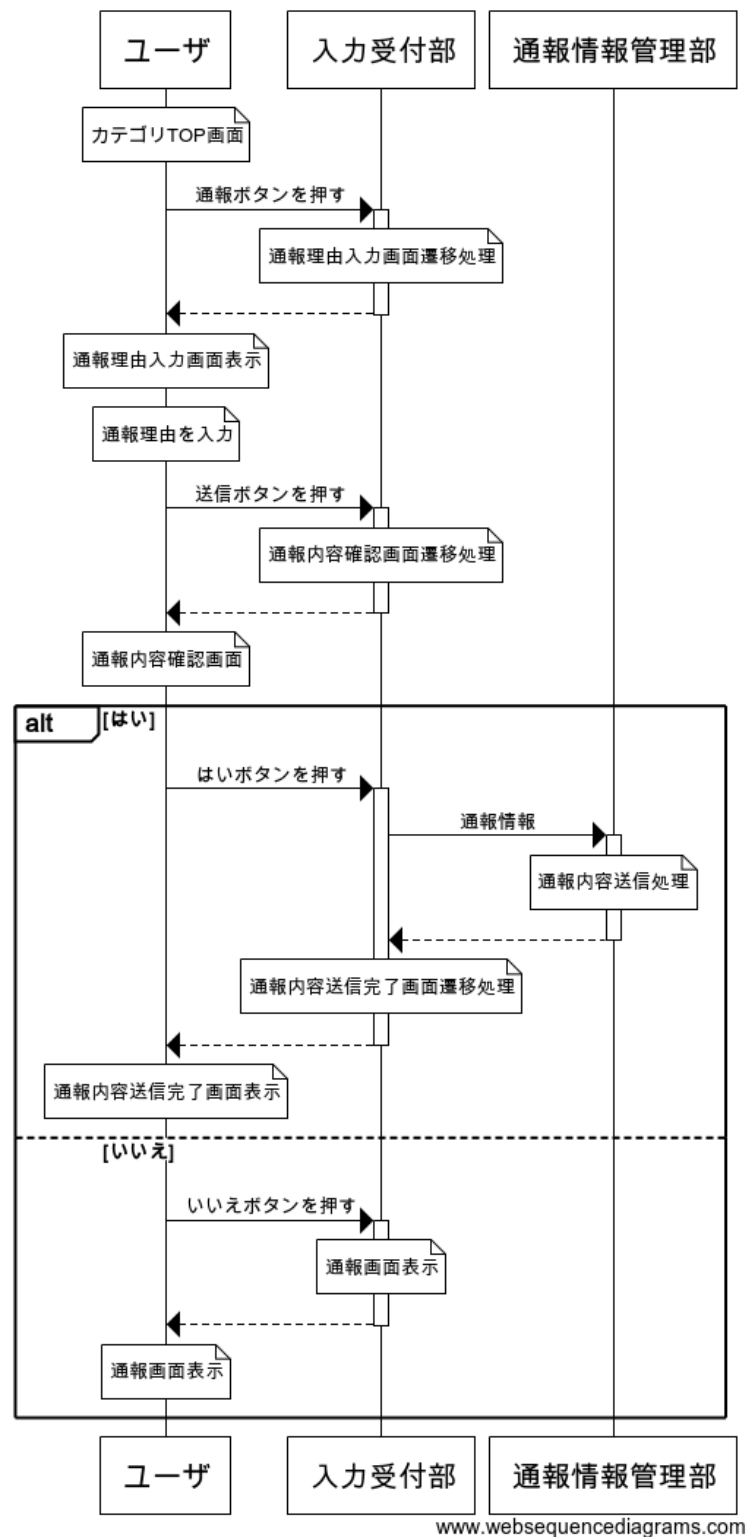 ユーザ
入力受付部
通報情報管理部
カテゴリTOP画面
通報ボタンを押す
通報理由入力画面遷移処理
通報理由入力画面表示
通報理由を入力
送信ボタンを押す
通報内容確認画面遷移処理
通報内容確認画面
alt
[はい]
はいボタンを押す
通報情報
通報内容送信処理
通報内容送信完了画面遷移処理
通報内容送信完了画面表示
[いいえ]
いいえボタンを押す
通報画面表示
通報画面表示
ユーザ
入力受付部
通報情報管理部
www.websequencediagrams.com